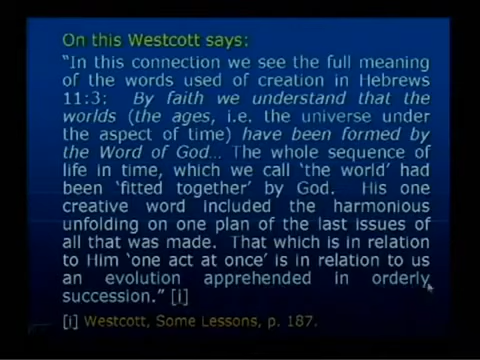 On this Westcott says:
“In this connection we see the full meaning
of the words used of creation in Hebrews
11:3: By faith we understand that the
worlds (the ages, i.e. the universe under
the aspect of time) have been formed by
the Word of God… The whole sequence of
life in time, which we call ‘the world’ had
been ‘fitted together’ by God. His one
creative word included the harmonious
unfolding on one plan of the last issues of
all that was made. That which is in relation
to Him ‘one act at once’ is in relation to us
an evolution apprehended in orderly
succession.” [i]
[i] Westcott, Some Lessons, p. 187.